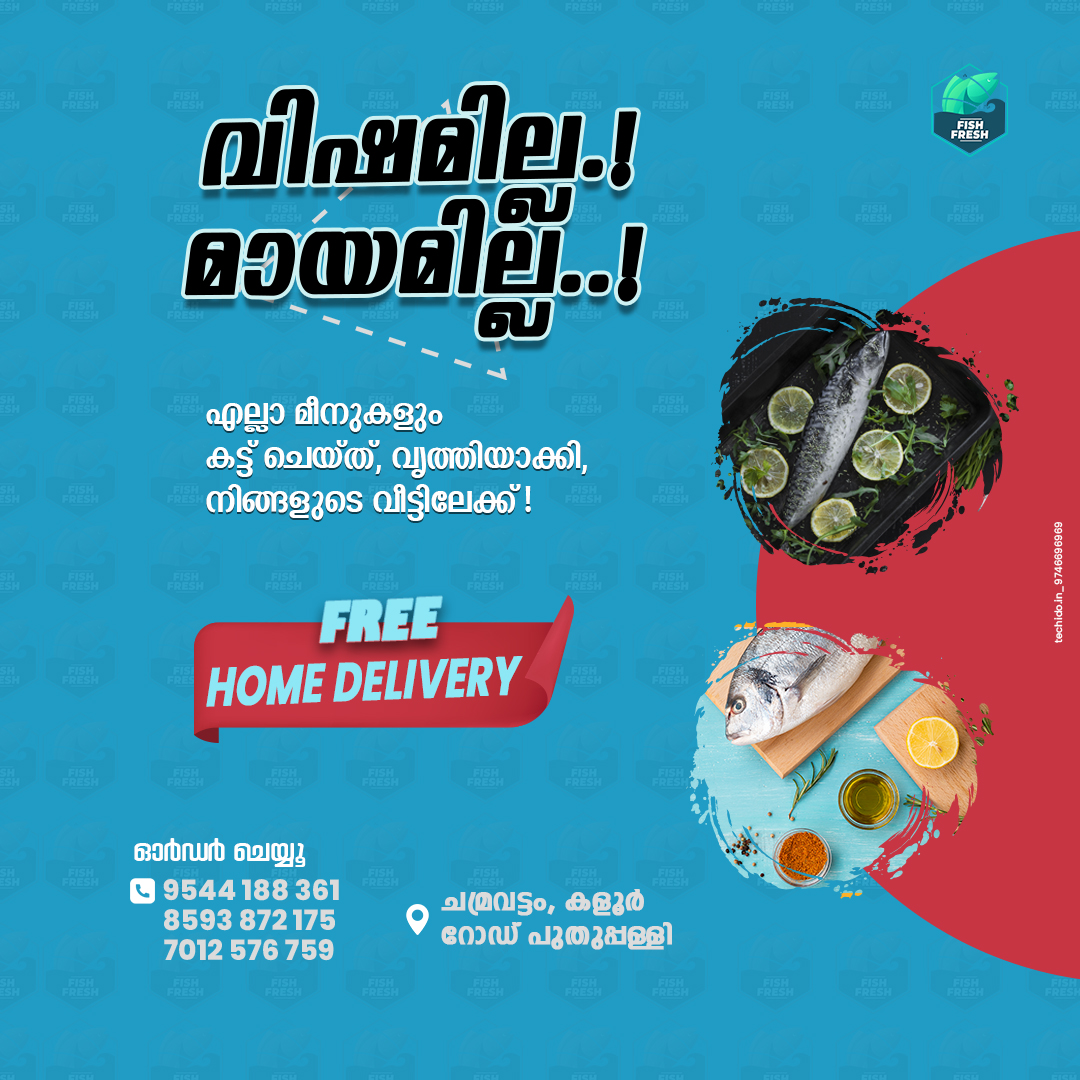 വിഷമില്ല.!
മായമില്ല..!
FISH
FRESH
എല്ലാ മീനുകളും
കട്ട് ചെയ്ത്, വൃത്തിയാക്കി,
നിങ്ങളുടെ വീട്ടിലേക്ക് !
FREE
HOME DELIVERY
ഓർഡർ ചെയ്യൂ
9544 188 361
8593 872 175
7012 576 759
ചമ്രവട്ടം, കളൂർ
റോഡ് പുതുപ്പള്ളി
techido.in_9746696969